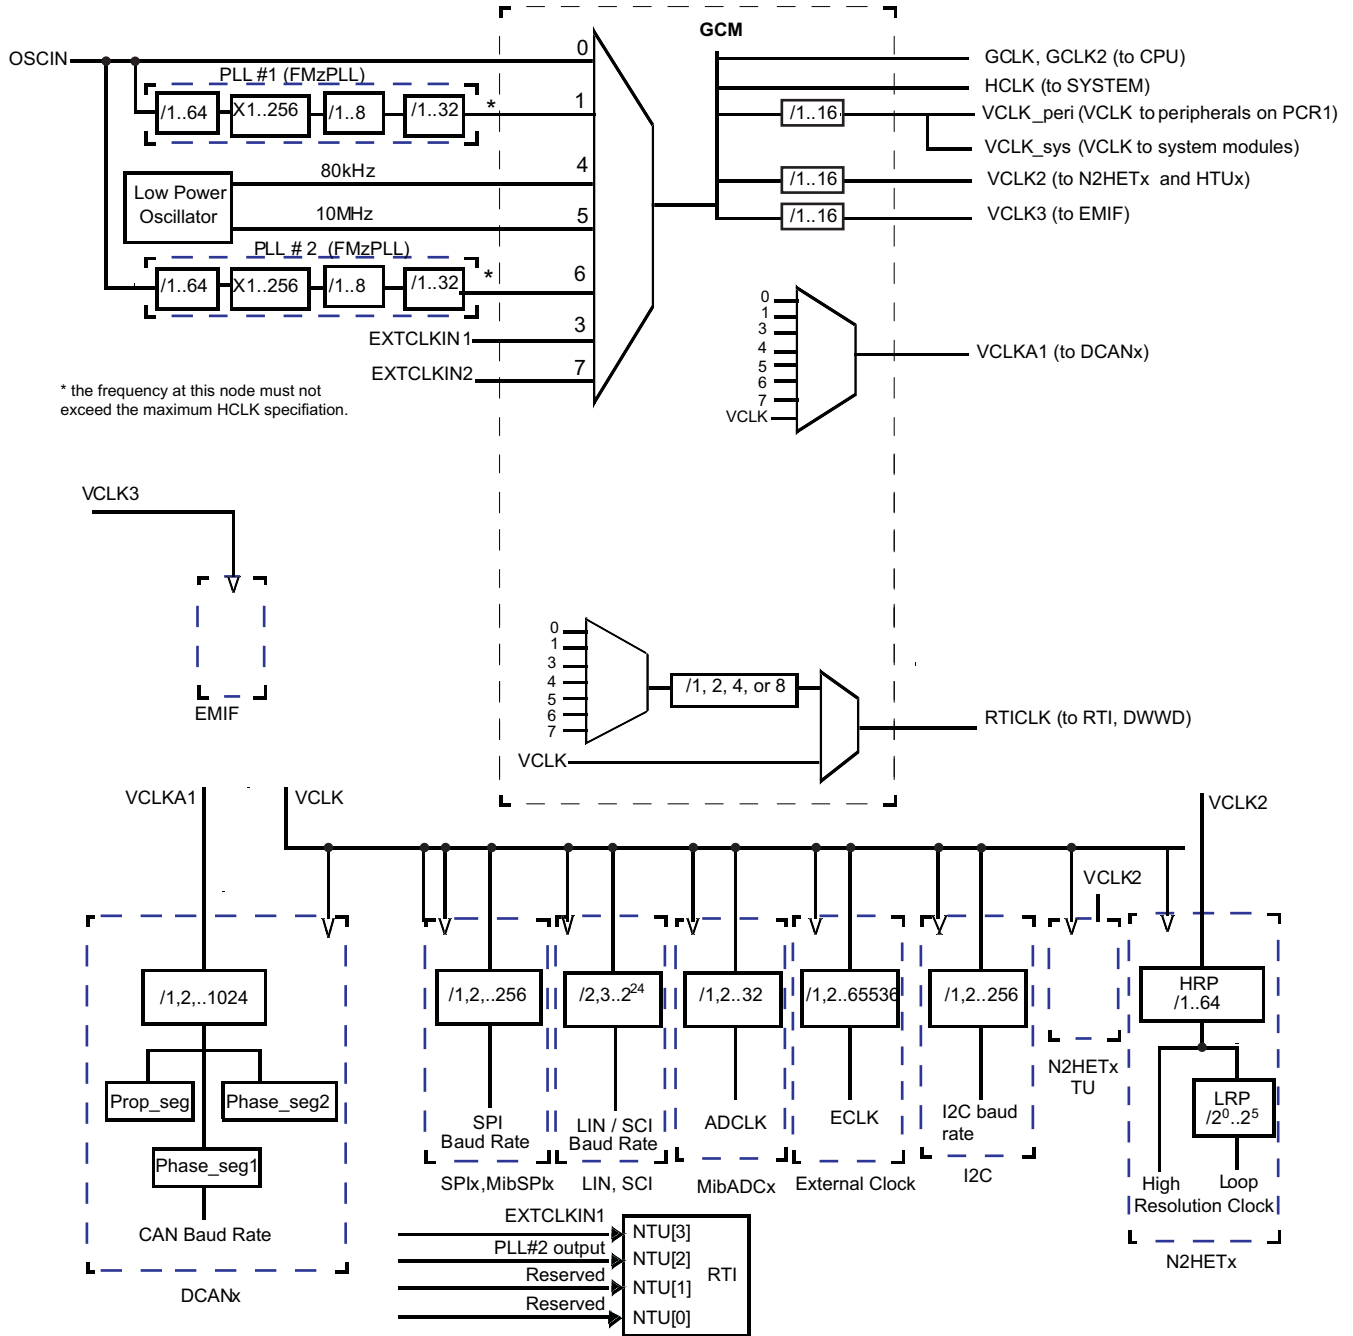 GCM
OSCIN
0
GCLK, GCLK2 (to CPU)
PLL #1 (FMzPLL)
HCLK (to SYSTEM)
/1..64
X1..256
/1..8
/1..32
*
1
/1..16
VCLK_peri (VCLK to peripherals on PCR1)
VCLK_sys (VCLK to system modules)
Low Power
Oscillator
80kHz
4
/1..16
VCLK2 (to N2HETx and HTUx)
10MHz
5
/1..16
VCLK3 (to EMIF)
PLL # 2 (FMzPLL)
/1..64
X1..256
/1..8
/1..32
*
6
EXTCLKIN1
3
EXTCLKIN2
7
0
1
3
4
5
6
7
VCLK
VCLKA1 (to DCANx)
* the frequency at this node must not
exceed the maximum HCLK specifiation.
VCLK3
EMIF
0
1
3
4
5
6
7
/1, 2, 4, or 8
VCLK
RTICLK (to RTI, DWWD)
VCLKA1
VCLK
VCLK2
VCLK2
/1,2,..1024
Prop_seg
Phase_seg2
Phase_seg1
CAN Baud Rate
DCANx
/1,2,..256
SPI
Baud Rate
SPIx,MibSPIx
/2,3..2^24
LIN / SCI
Baud Rate
LIN, SCI
/1,2..32
ADCLK
MibADCx
/1,2..65536
ECLK
External Clock
/1,2..256
I2C baud
rate
I2C
N2HETx
TU
HRP
/1..64
LRP
/2^0..2^5
High
Loop
Resolution Clock
N2HETx
EXTCLKIN1
NTU[3]
PLL#2 output
NTU[2]
RTI
Reserved
NTU[1]
Reserved
NTU[0]